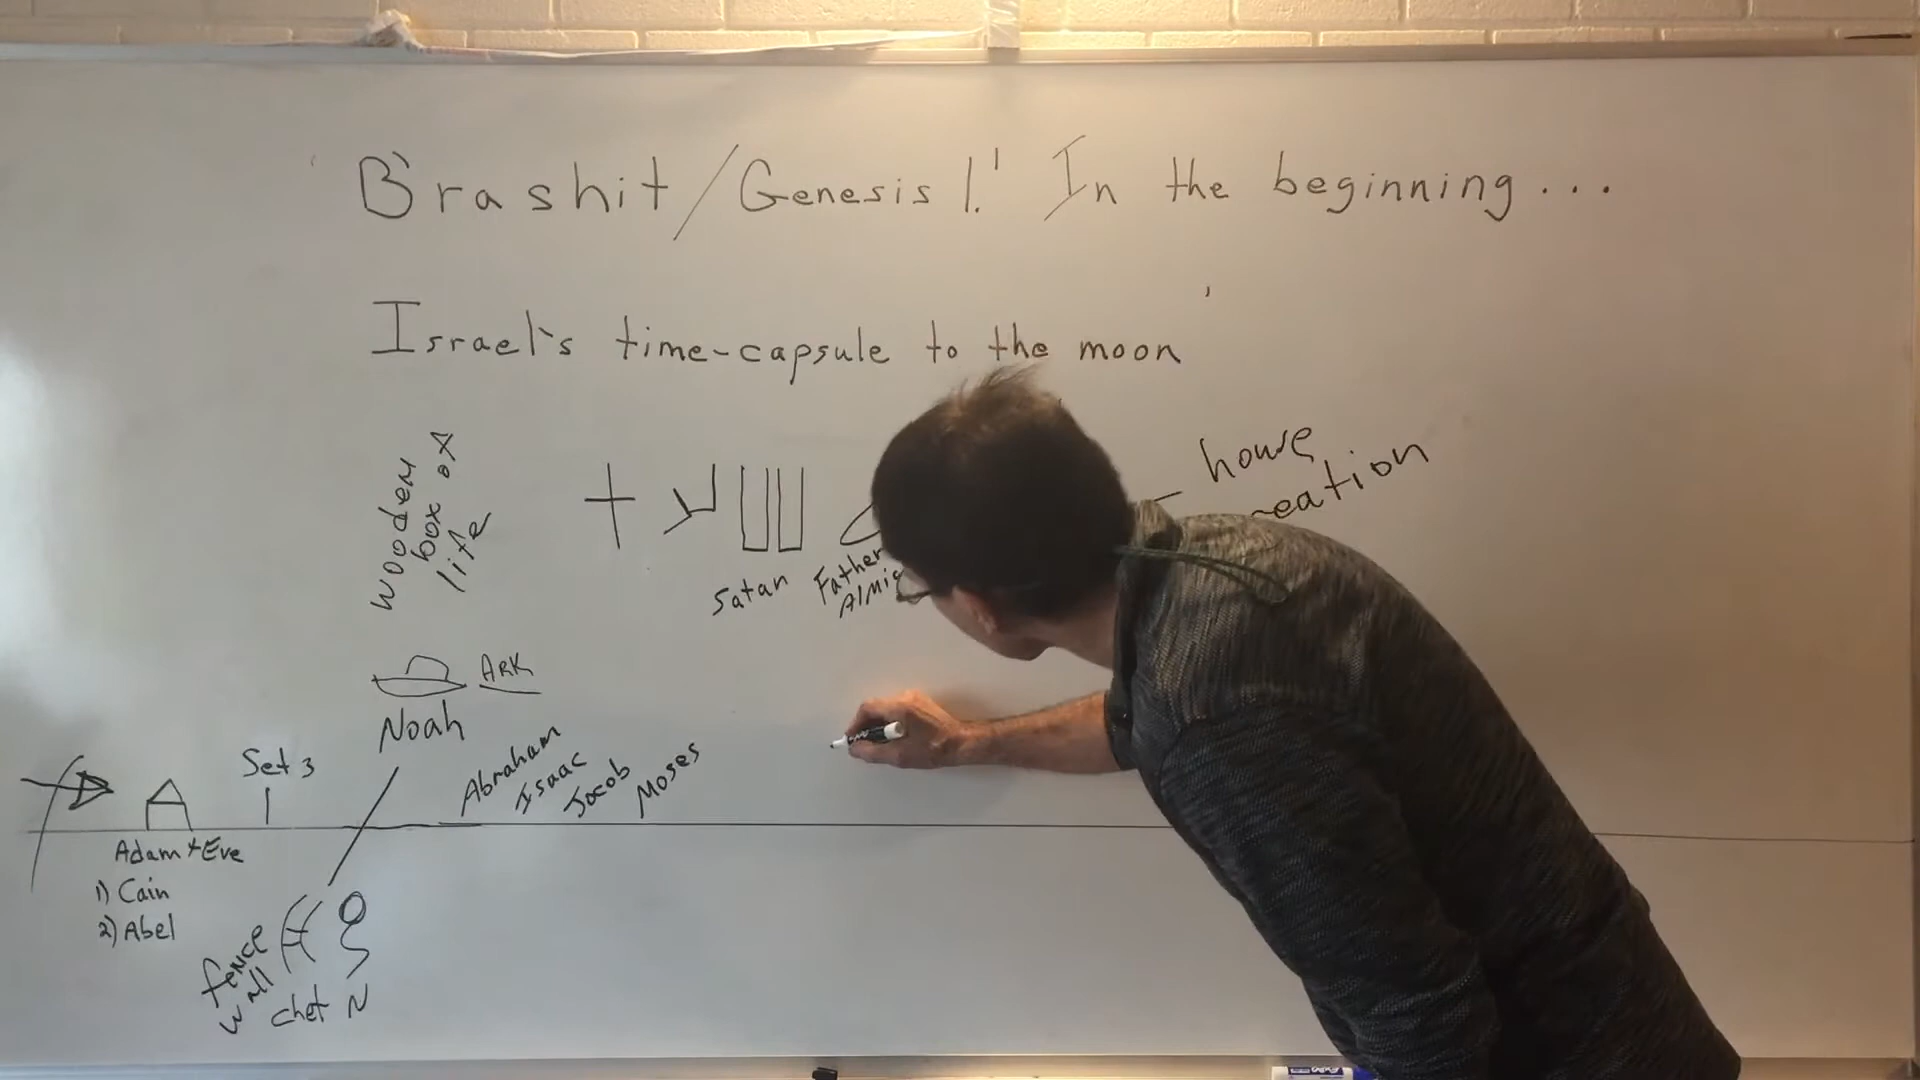 'B'rashit/Genesis 1:1 In the beginning...
Israel's time-capsule to the moon'
wooden
box of
life
house
Satan
Father
ARK
Noah
Set 3
Abraham
Isaac
Jacob
Moses
Adam + Eve
1) Cain
2) Abel
fence
wall
chet N